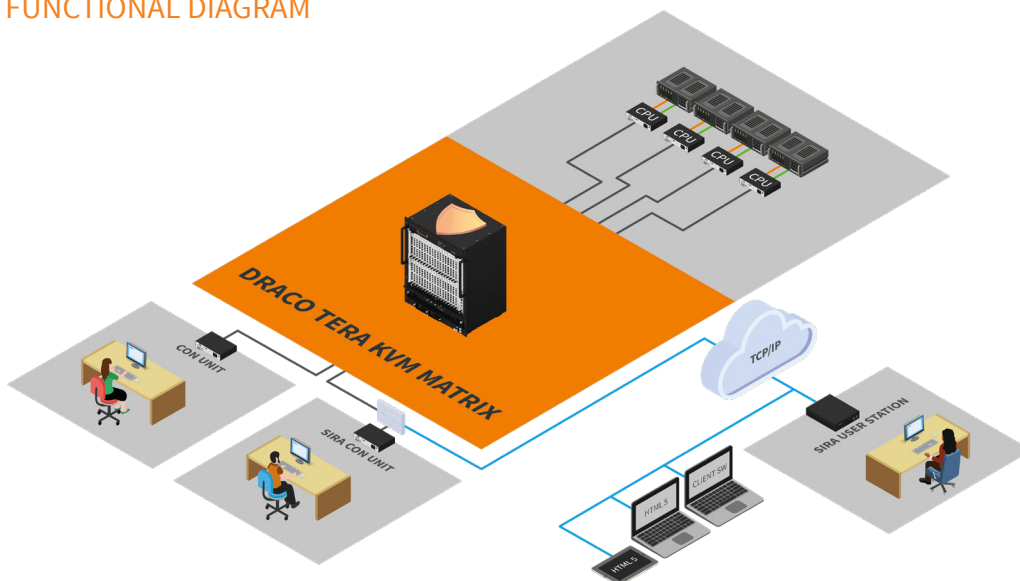 FUNCTIONAL DIAGRAM
CPU
CPU
CPU
CPU
DRACO TERA KVM MATRIX
TCP/IP
CON UNIT
SIRA CON UNIT
SIRA USER STATION
CLIENT SW
HTML 5
HTML 5